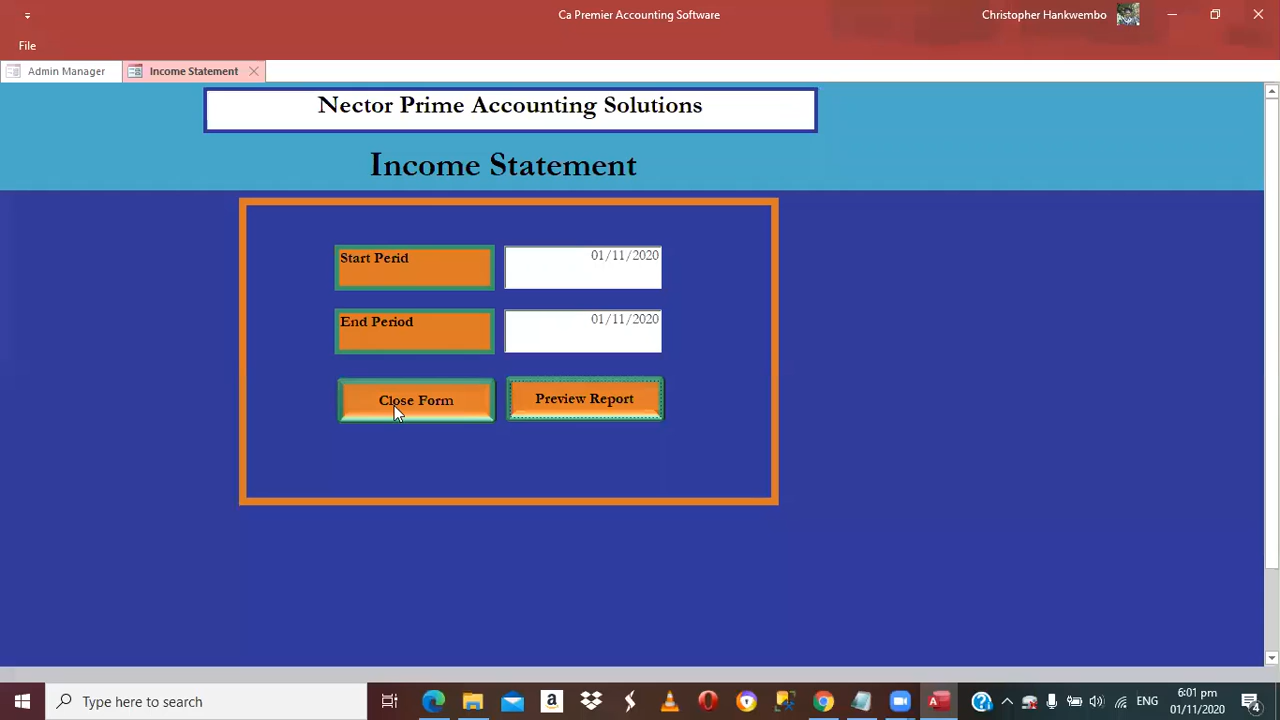 Ca Premier Accounting Software
Christopher Hankwembo
File
Admin Manager
Income Statement
Nector Prime Accounting Solutions
Income Statement
Start Perid
01/11/2020
End Period
01/11/2020
Close Form
Preview Report
Type here to search
ENG
6:01 pm
01/11/2020
4